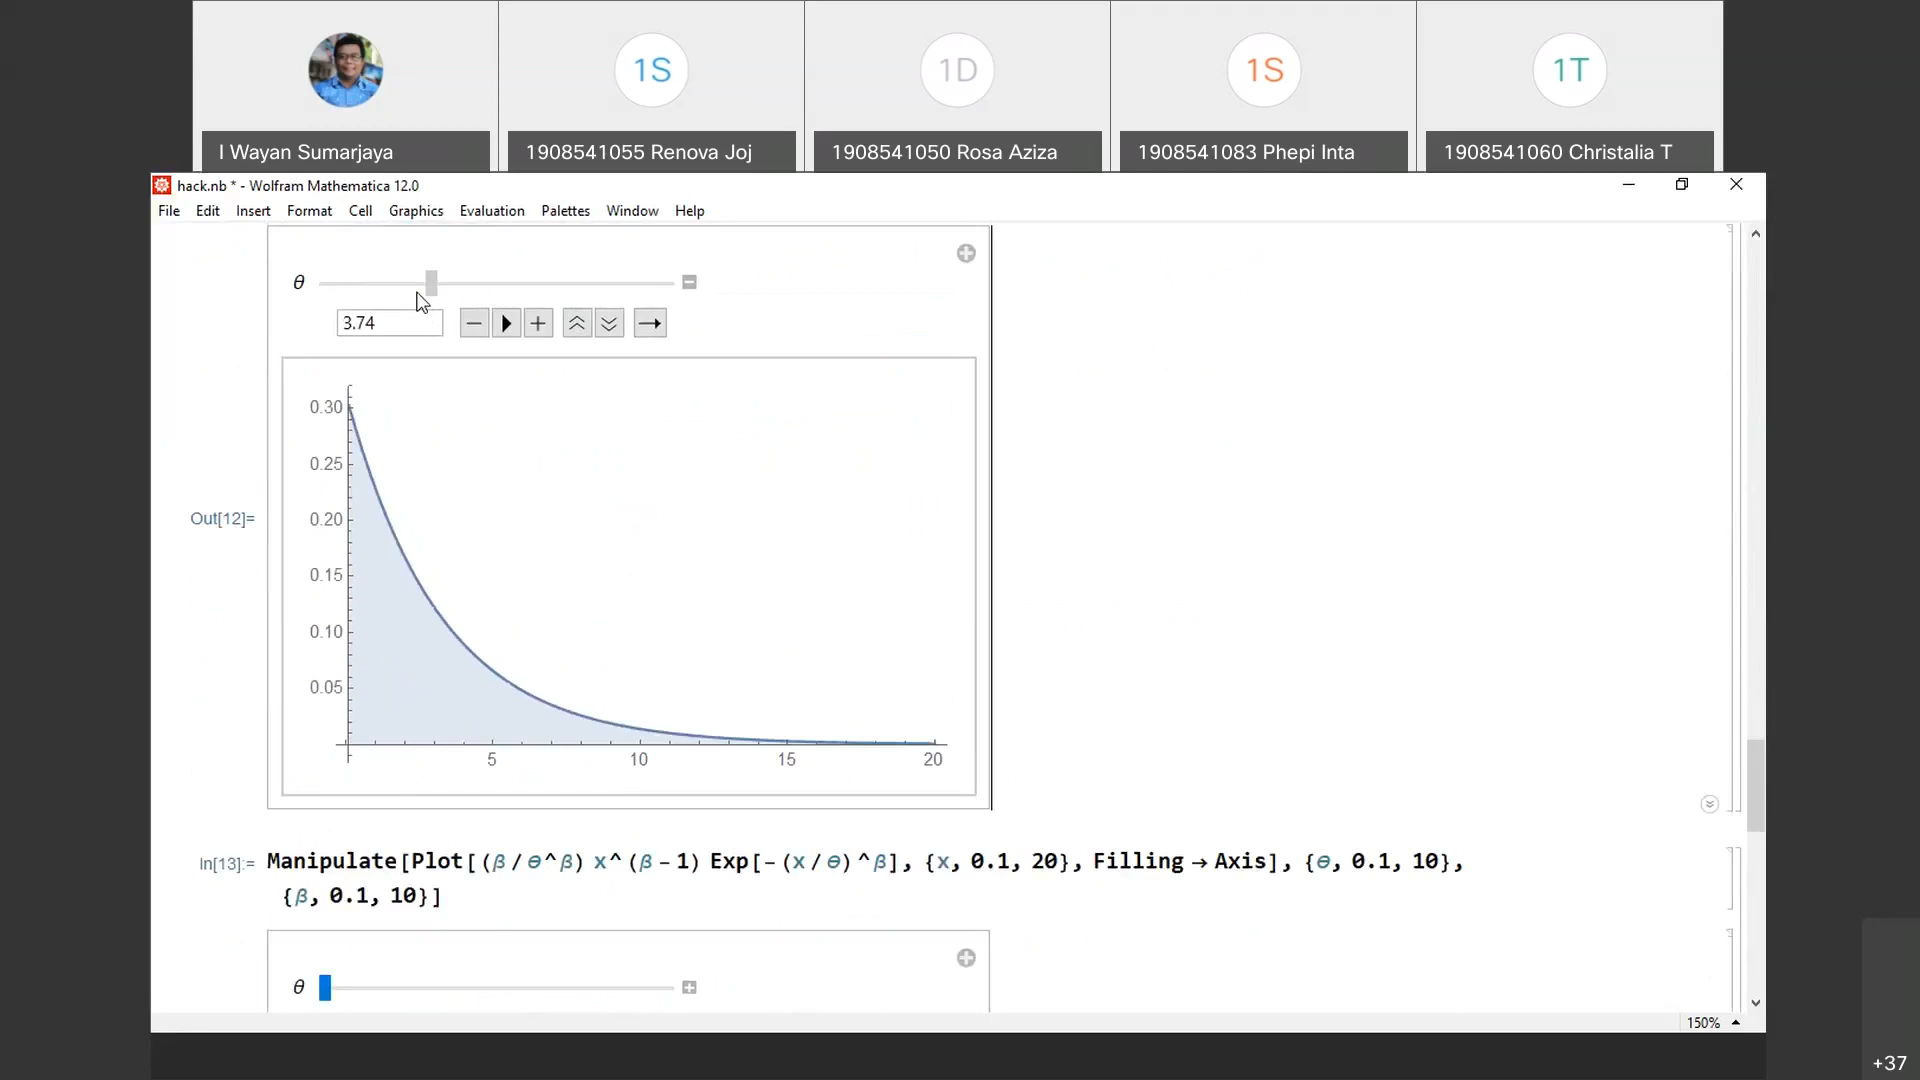 1S
1D
1S
1T
I Wayan Sumarjaya
1908541055 Renova Joj
1908541050 Rosa Aziza
1908541083 Phepi Inta
1908541060 Christalia T
hack.nb * - Wolfram Mathematica 12.0
File Edit Insert Format Cell Graphics Evaluation Palettes Window Help
θ
3.74
0.30
0.25
0.20
0.15
0.10
0.05
5 10 15 20
Out[12]=
In[13]:= Manipulate[Plot[(β/θ^β) x^(β-1) Exp[-(x/θ)^β], {x, 0.1, 20}, Filling → Axis], {θ, 0.1, 10},
{β, 0.1, 10}]
θ
150%
+37